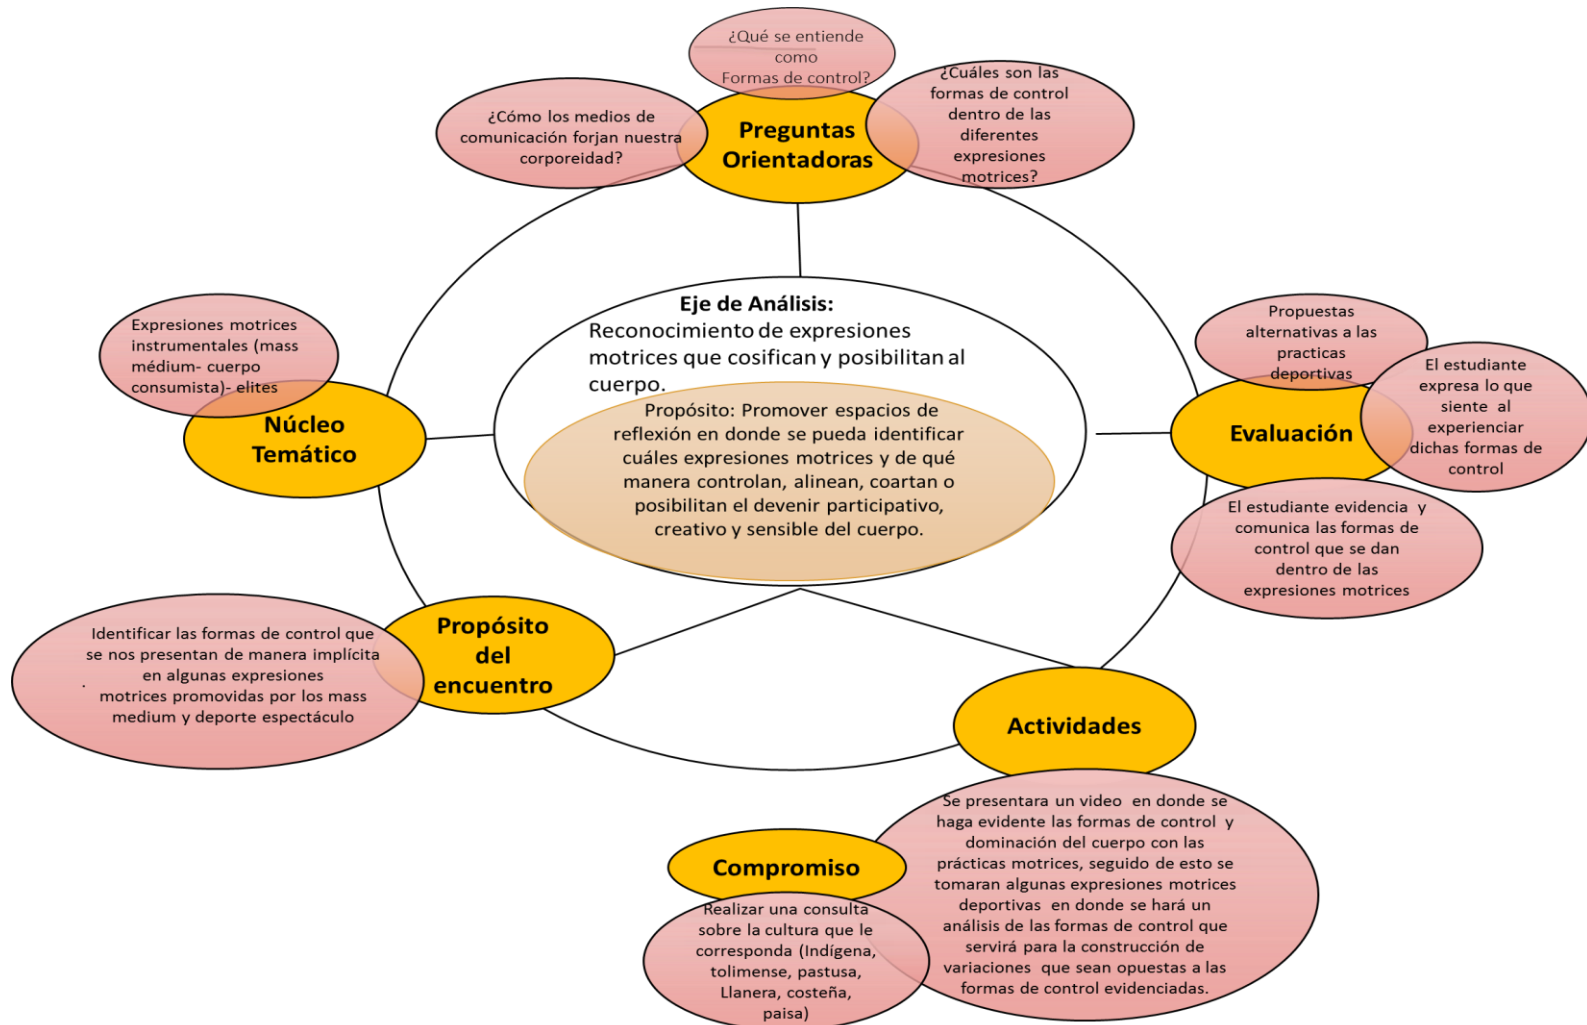 ¿Qué se entiende
como
Formas de control?
¿Cómo los medios de
comunicación forjan nuestra
corporeidad?
¿Cuáles son las
formas de control
dentro de las
diferentes
expresiones
motrices?
Preguntas
Orientadoras
Eje de Análisis:
Reconocimiento de expresiones
motrices que cosifican y posibilitan al
cuerpo.
Propósito: Promover espacios de
reflexión en donde se pueda identificar
cuáles expresiones motrices y de qué
manera controlan, alinean, coartan o
posibilitan el devenir participativo,
creativo y sensible del cuerpo.
Expresiones motrices
instrumentales (mass
médium- cuerpo
consumista)- elites
Núcleo
Temático
Propuestas
alternativas a las
practicas
deportivas
El estudiante
expresa lo que
siente al
experienciar
dichas formas de
control
Evaluación
El estudiante evidencia y
comunica las formas de
control que se dan
dentro de las
expresiones motrices
Identificar las formas de control que
se nos presentan de manera implícita
en algunas expresiones
motrices promovidas por los mass
medium y deporte espectáculo
.
Propósito
del
encuentro
Actividades
Se presentara un video en donde se
haga evidente las formas de control y
dominación del cuerpo con las
prácticas motrices, seguido de esto se
tomaran algunas expresiones motrices
deportivas en donde se hará un
análisis de las formas de control que
servirá para la construcción de
variaciones que sean opuestas a las
formas de control evidenciadas.
Compromiso
Realizar una consulta
sobre la cultura que le
corresponda (Indígena,
tolimense, pastusa,
Llanera, costeña,
paisa)